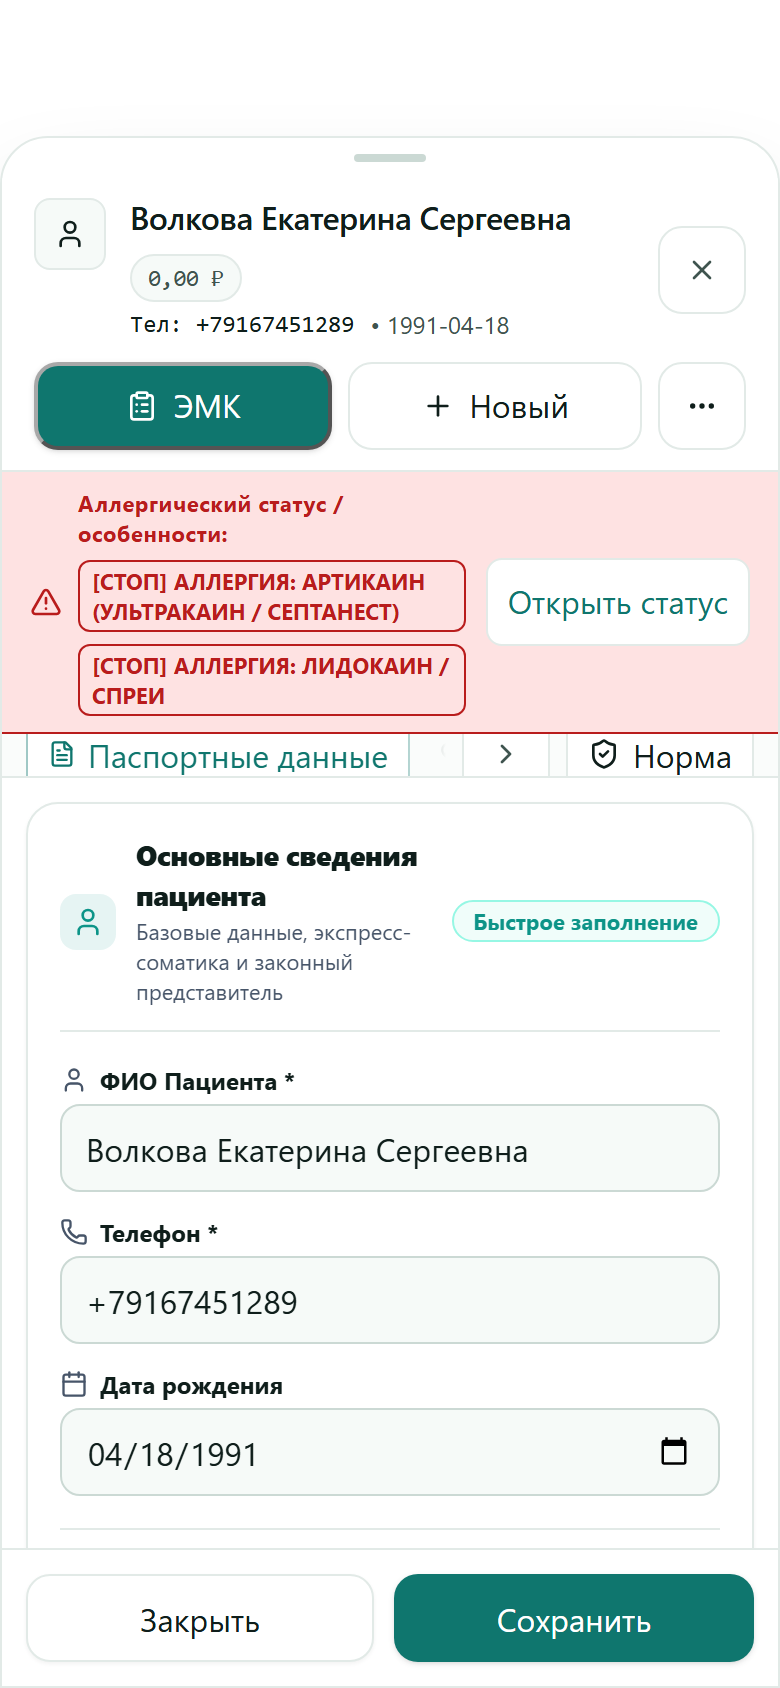 Волкова Екатерина Сергеевна
0,00 ₽
Тел: +79167451289 • 1991-04-18
ЭМК
Новый
Аллергический статус /
особенности:
[СТОП] АЛЛЕРГИЯ: АРТИКАИН
(УЛЬТРАКАИН / СЕПТАНЕСТ)
[СТОП] АЛЛЕРГИЯ: ЛИДОКАИН /
СПРЕИ
Открыть статус
Паспортные данные
Норма
Основные сведения
пациента
Базовые данные, экспресс-
соматика и законный
представитель
Быстрое заполнение
ФИО Пациента *
Волкова Екатерина Сергеевна
Телефон *
+79167451289
Дата рождения
04/18/1991
Закрыть
Сохранить